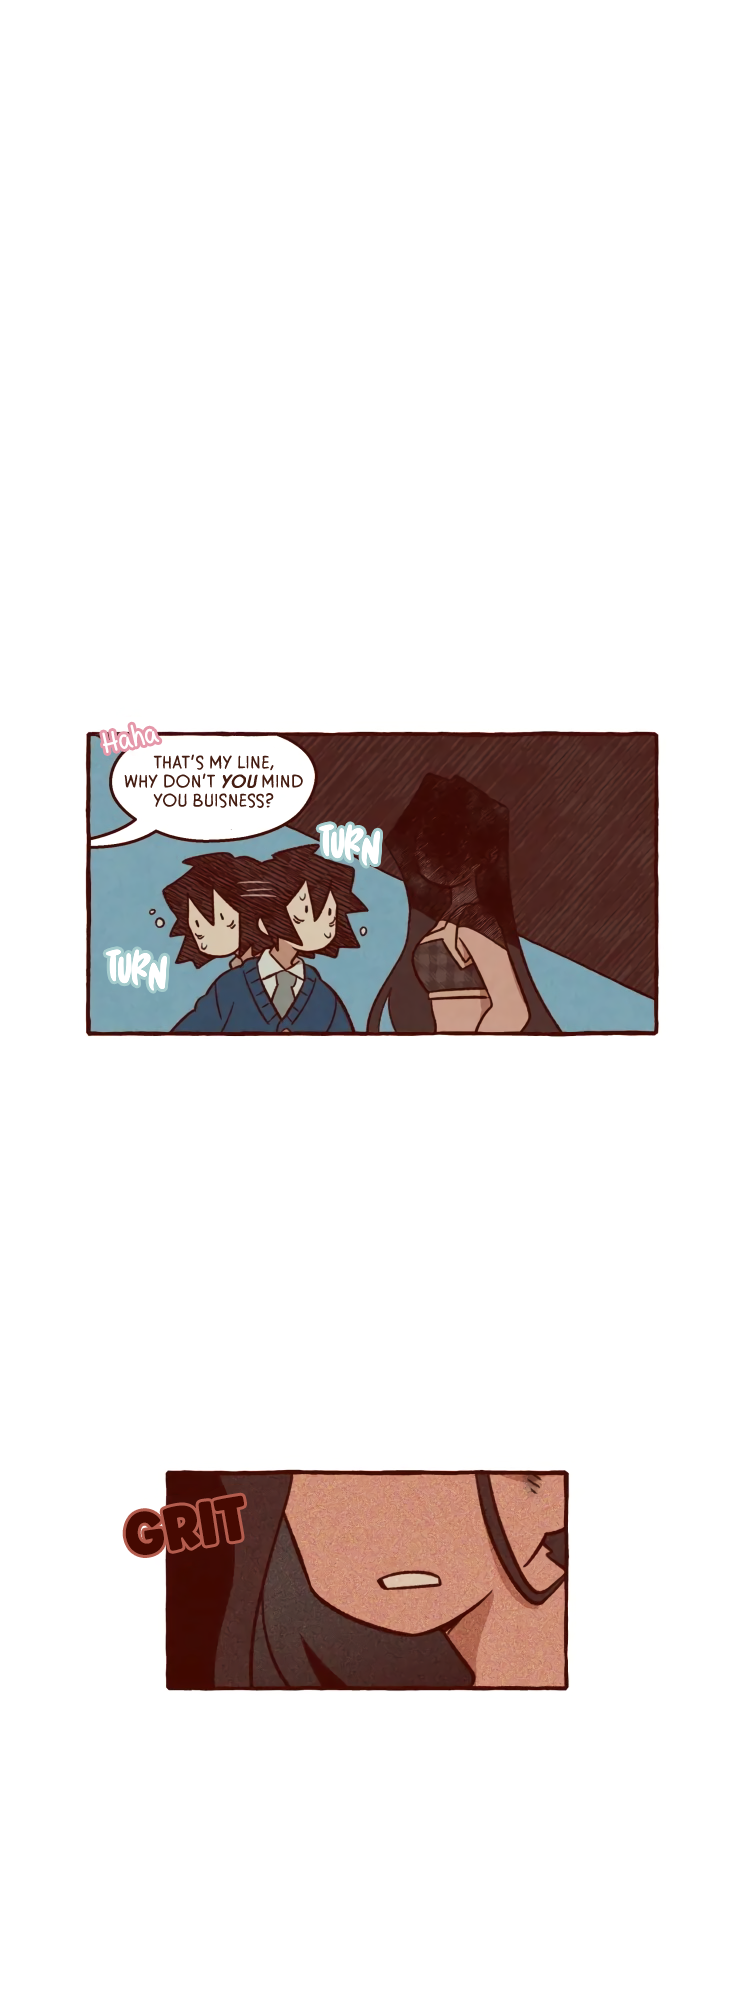 Haha
THAT'S MY LINE,
WHY DON'T YOU MIND
YOU BUISNESS?
TURN
TURN
GRIT